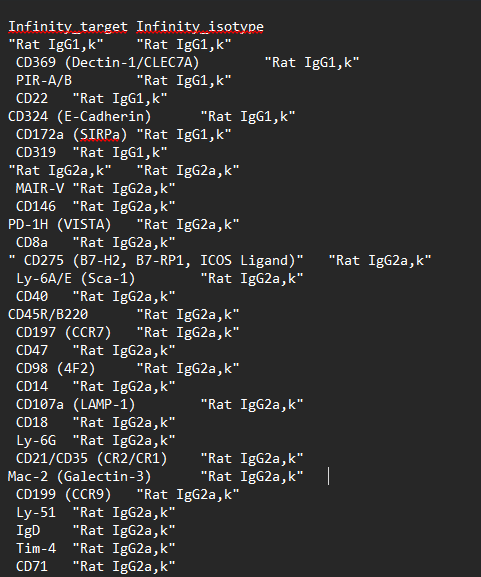 Infinity_target Infinity_isotype
"Rat IgG1,k" "Rat IgG1,k"
CD369 (Dectin-1/CLEC7A) "Rat IgG1,k"
PIR-A/B "Rat IgG1,k"
CD22 "Rat IgG1,k"
CD324 (E-Cadherin) "Rat IgG1,k"
CD172a (SIRPa) "Rat IgG1,k"
CD319 "Rat IgG1,k"
"Rat IgG2a,k" "Rat IgG2a,k"
MAIR-V "Rat IgG2a,k"
CD146 "Rat IgG2a,k"
PD-1H (VISTA) "Rat IgG2a,k"
CD8a "Rat IgG2a,k"
" CD275 (B7-H2, B7-RP1, ICOS Ligand)" "Rat IgG2a,k"
Ly-6A/E (Sca-1) "Rat IgG2a,k"
CD40 "Rat IgG2a,k"
CD45R/B220 "Rat IgG2a,k"
CD197 (CCR7) "Rat IgG2a,k"
CD47 "Rat IgG2a,k"
CD98 (4F2) "Rat IgG2a,k"
CD14 "Rat IgG2a,k"
CD107a (LAMP-1) "Rat IgG2a,k"
CD18 "Rat IgG2a,k"
Ly-6G "Rat IgG2a,k"
CD21/CD35 (CR2/CR1) "Rat IgG2a,k"
Mac-2 (Galectin-3) "Rat IgG2a,k"
CD199 (CCR9) "Rat IgG2a,k"
Ly-51 "Rat IgG2a,k"
IgD "Rat IgG2a,k"
Tim-4 "Rat IgG2a,k"
CD71 "Rat IgG2a,k"